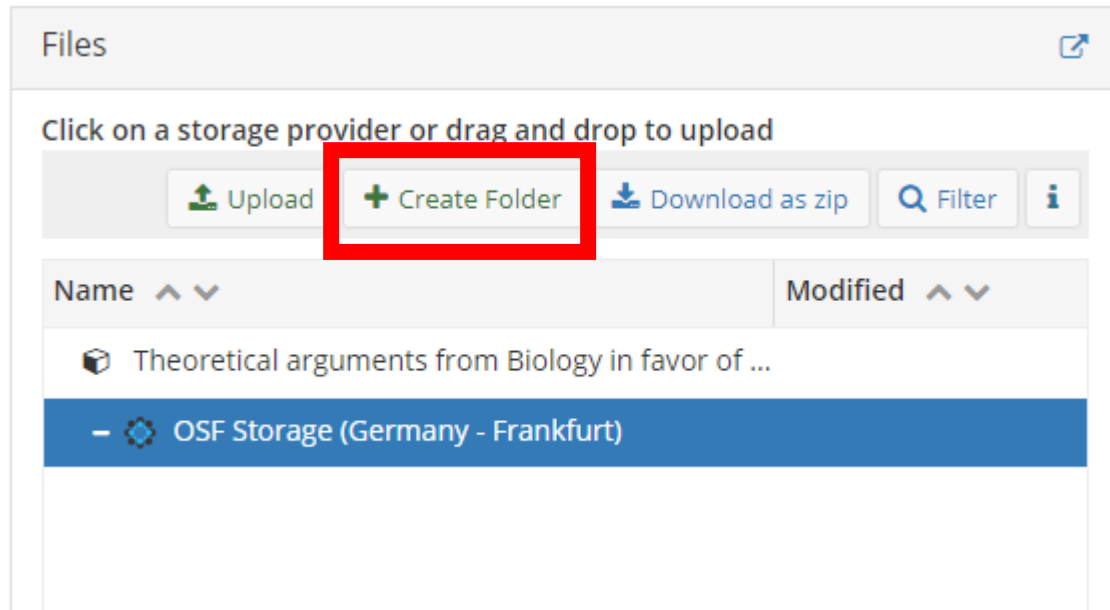 Files
Click on a storage provider or drag and drop to upload
Upload + Create Folder Download as zip Filter i
Name Modified
Theoretical arguments from Biology in favor of ...
– OSF Storage (Germany - Frankfurt)